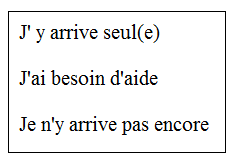 J' y arrive seul(e)
J'ai besoin d'aide
Je n'y arrive pas encore